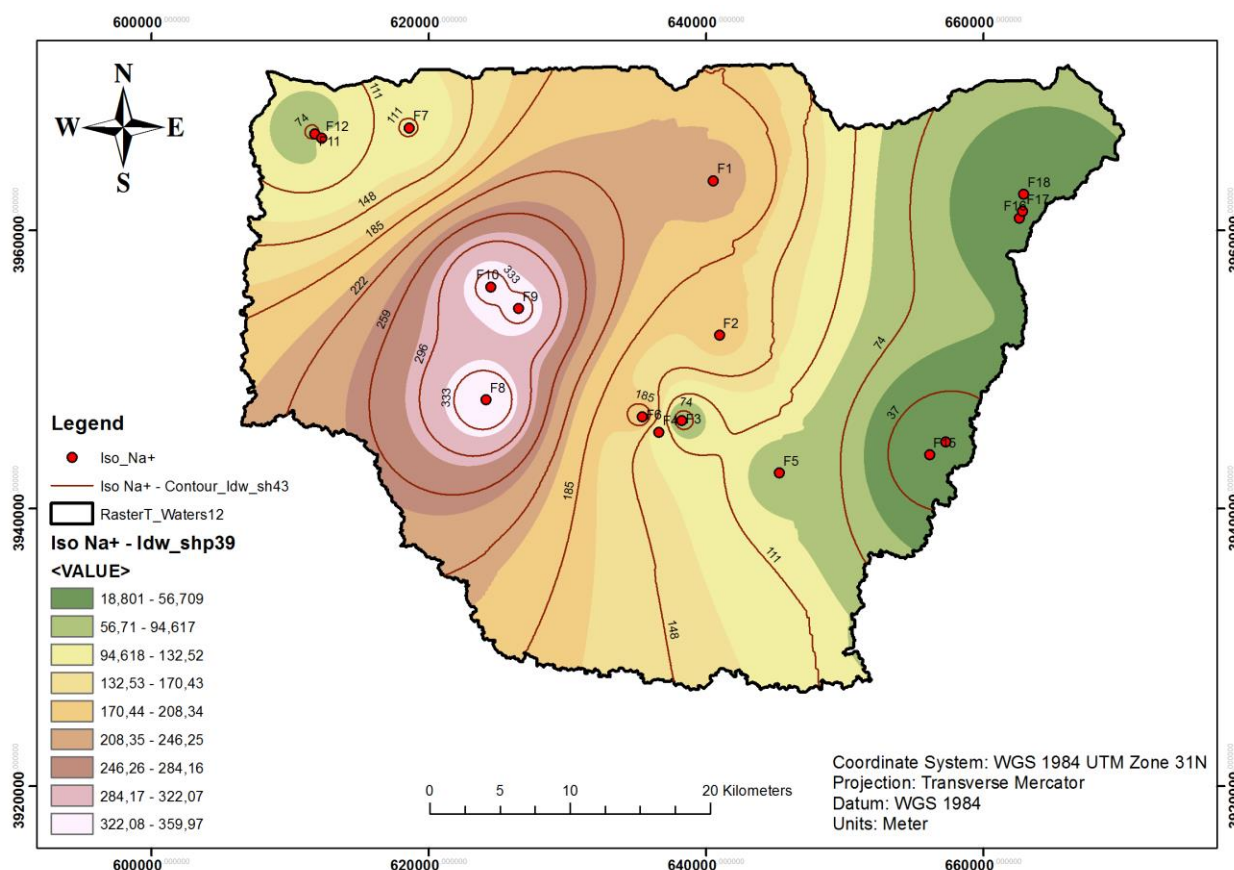 600000 620000 640000 660000
N
W E
S
3960000
3940000
3920000
3960000
111
74
F12
11
111
F7
148
185
222
F1
F18
F17
F16
F10
333
F9
259
296
F2
74
333
F8
185
F6
F4
74
F3
37
F5
185
111
148
Legend
Iso_Na+
Iso Na+ - Contour_Idw_sh43
RasterT_Waters12
Iso Na+ - Idw_shp39
<VALUE>
18,801 - 56,709
56,71 - 94,617
94,618 - 132,52
132,53 - 170,43
170,44 - 208,34
208,35 - 246,25
246,26 - 284,16
284,17 - 322,07
322,08 - 359,97
0 5 10 20 Kilometers
Coordinate System: WGS 1984 UTM Zone 31N
Projection: Transverse Mercator
Datum: WGS 1984
Units: Meter
600000 620000 640000 660000